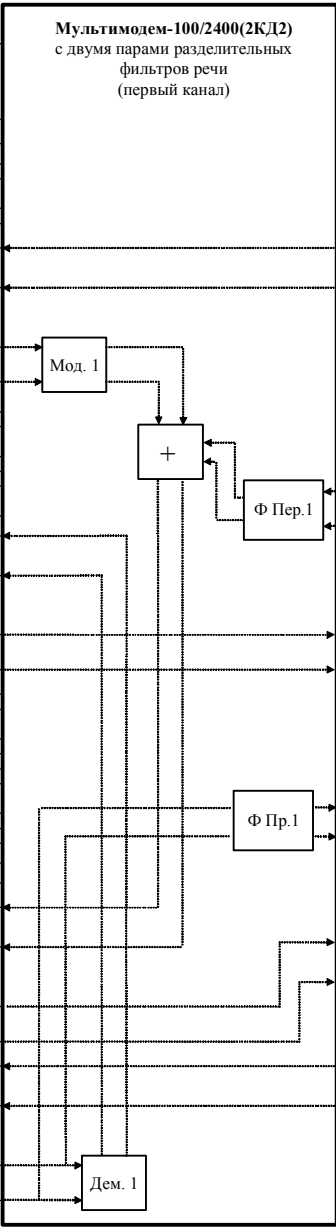 Мультимодем-100/2400(2КД2)
с двумя парами разделительных
фильтров речи
(первый канал)
Мод. 1
+
Ф Пер.1
Ф Пр.1
Дем. 1